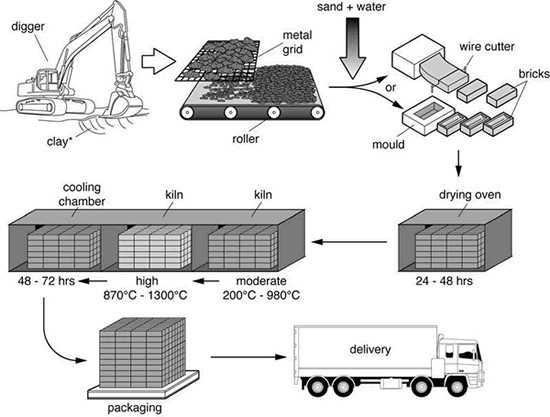 digger
clay*
metal
grid
roller
sand + water
or
wire cutter
bricks
mould
drying oven
24 - 48 hrs
cooling
chamber
kiln
kiln
48 - 72 hrs
high
870°C - 1300°C
moderate
200°C - 980°C
packaging
delivery